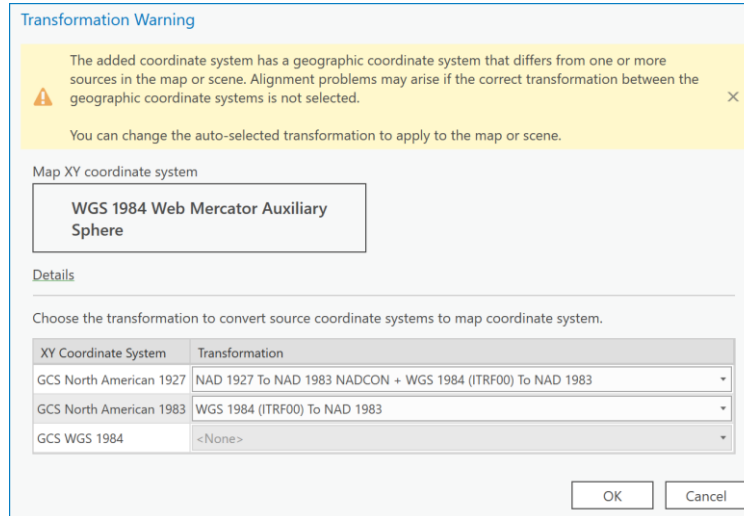 Transformation Warning
The added coordinate system has a geographic coordinate system that differs from one or more
sources in the map or scene. Alignment problems may arise if the correct transformation between the
geographic coordinate systems is not selected.
You can change the auto-selected transformation to apply to the map or scene.
Map XY coordinate system
WGS 1984 Web Mercator Auxiliary
Sphere
Details
Choose the transformation to convert source coordinate systems to map coordinate system.
XY Coordinate System Transformation
GCS North American 1927 NAD 1927 To NAD 1983 NADCON + WGS 1984 (ITRF00) To NAD 1983
GCS North American 1983 WGS 1984 (ITRF00) To NAD 1983
GCS WGS 1984 <None>
OK Cancel